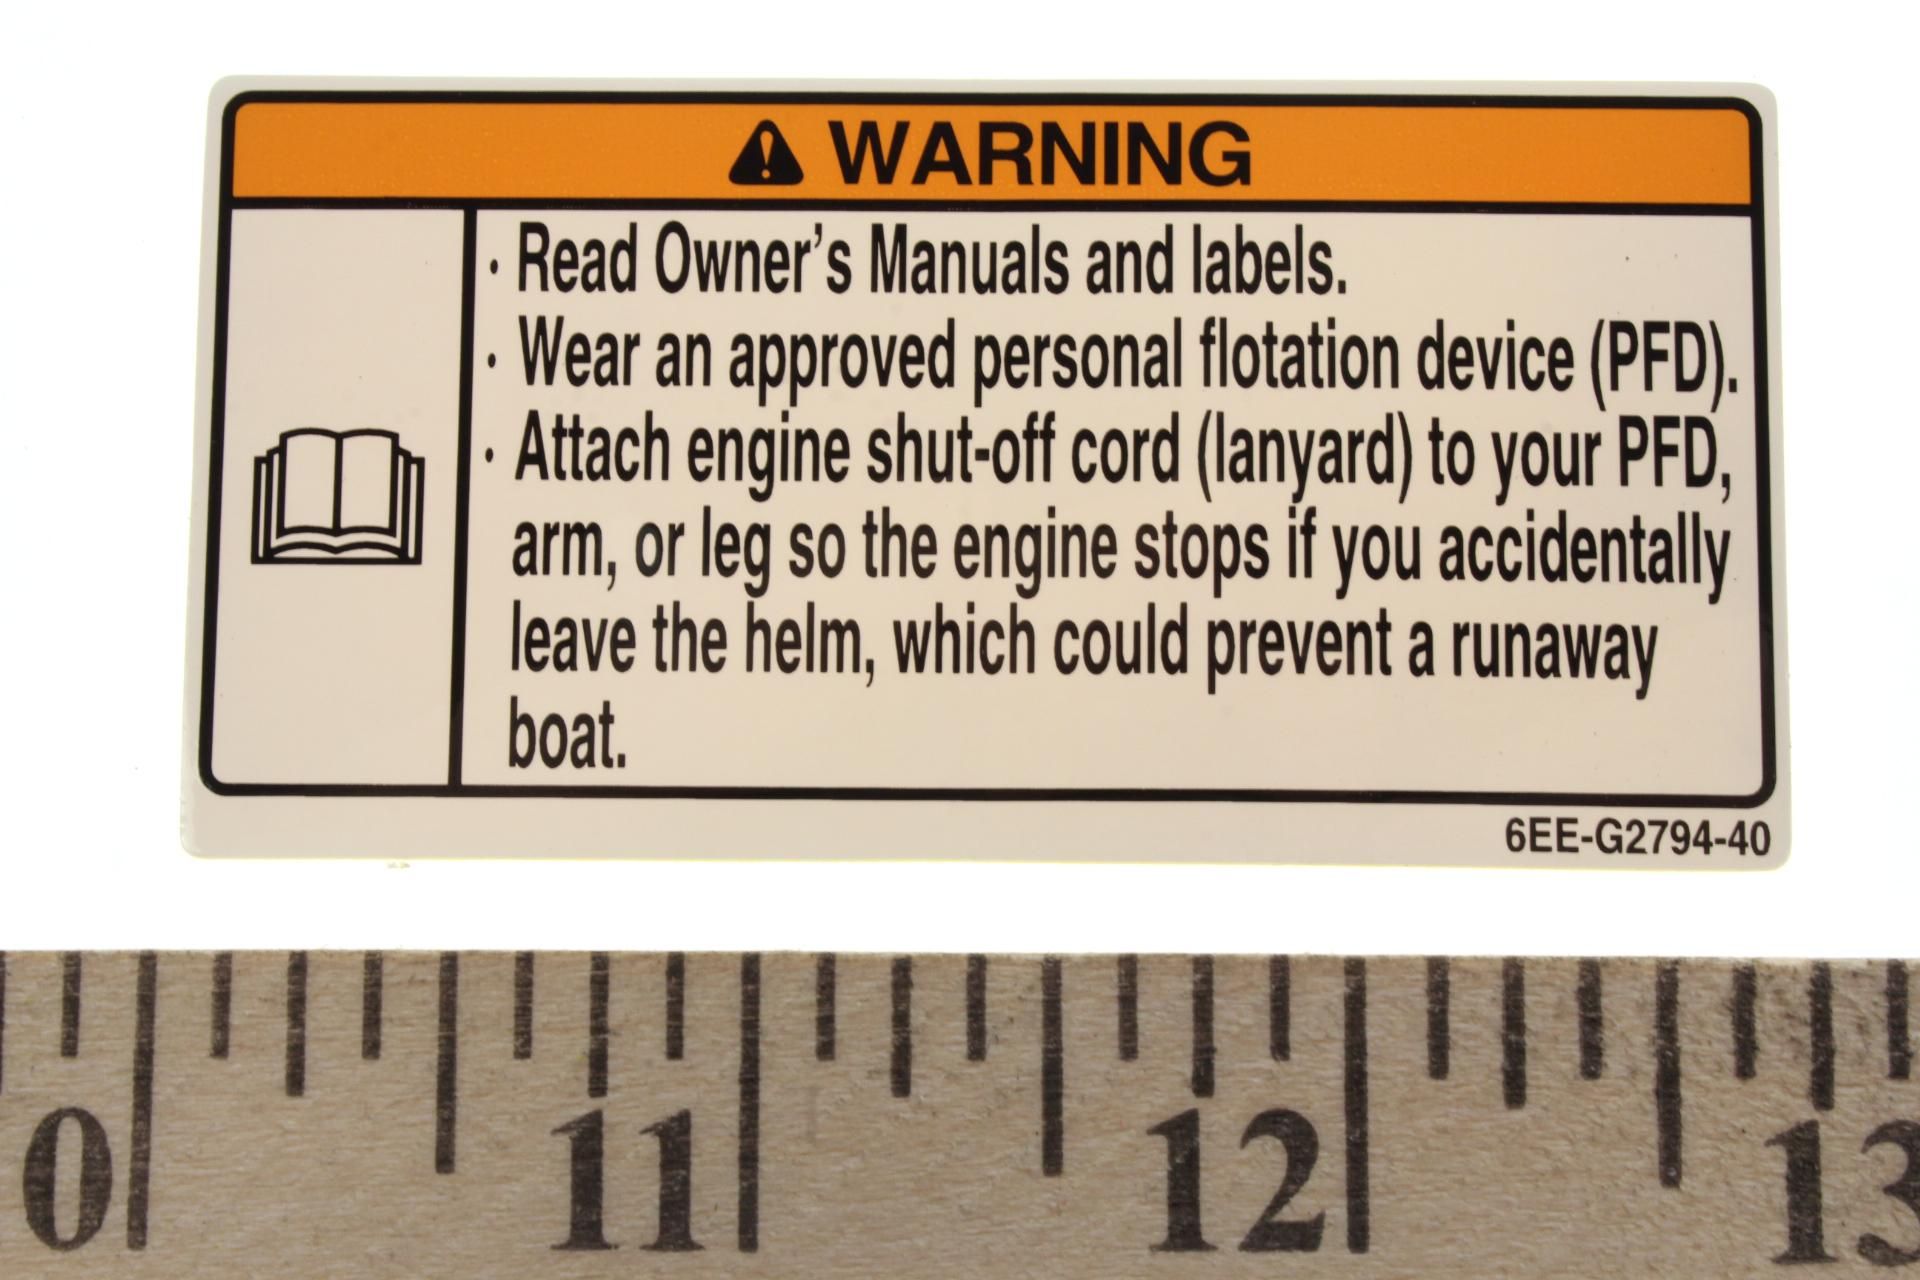 WARNING
· Read Owner's Manuals and labels.
· Wear an approved personal flotation device (PFD).
· Attach engine shut-off cord (lanyard) to your PFD,
arm, or leg so the engine stops if you accidentally
leave the helm, which could prevent a runaway
boat.
6EE-G2794-40
0 11 12 13